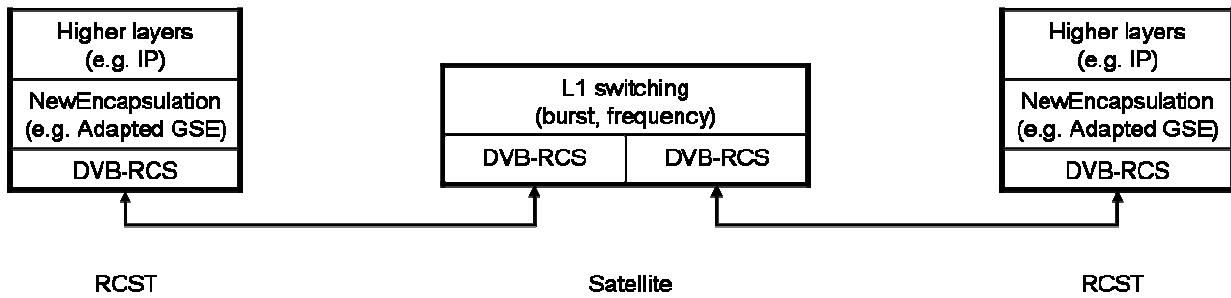 Higher layers
(e.g. IP)
NewEncapsulation
(e.g. Adapted GSE)
DVB-RCS
L1 switching
(burst, frequency)
DVB-RCS
DVB-RCS
Higher layers
(e.g. IP)
NewEncapsulation
(e.g. Adapted GSE)
DVB-RCS
RCST
Satellite
RCST